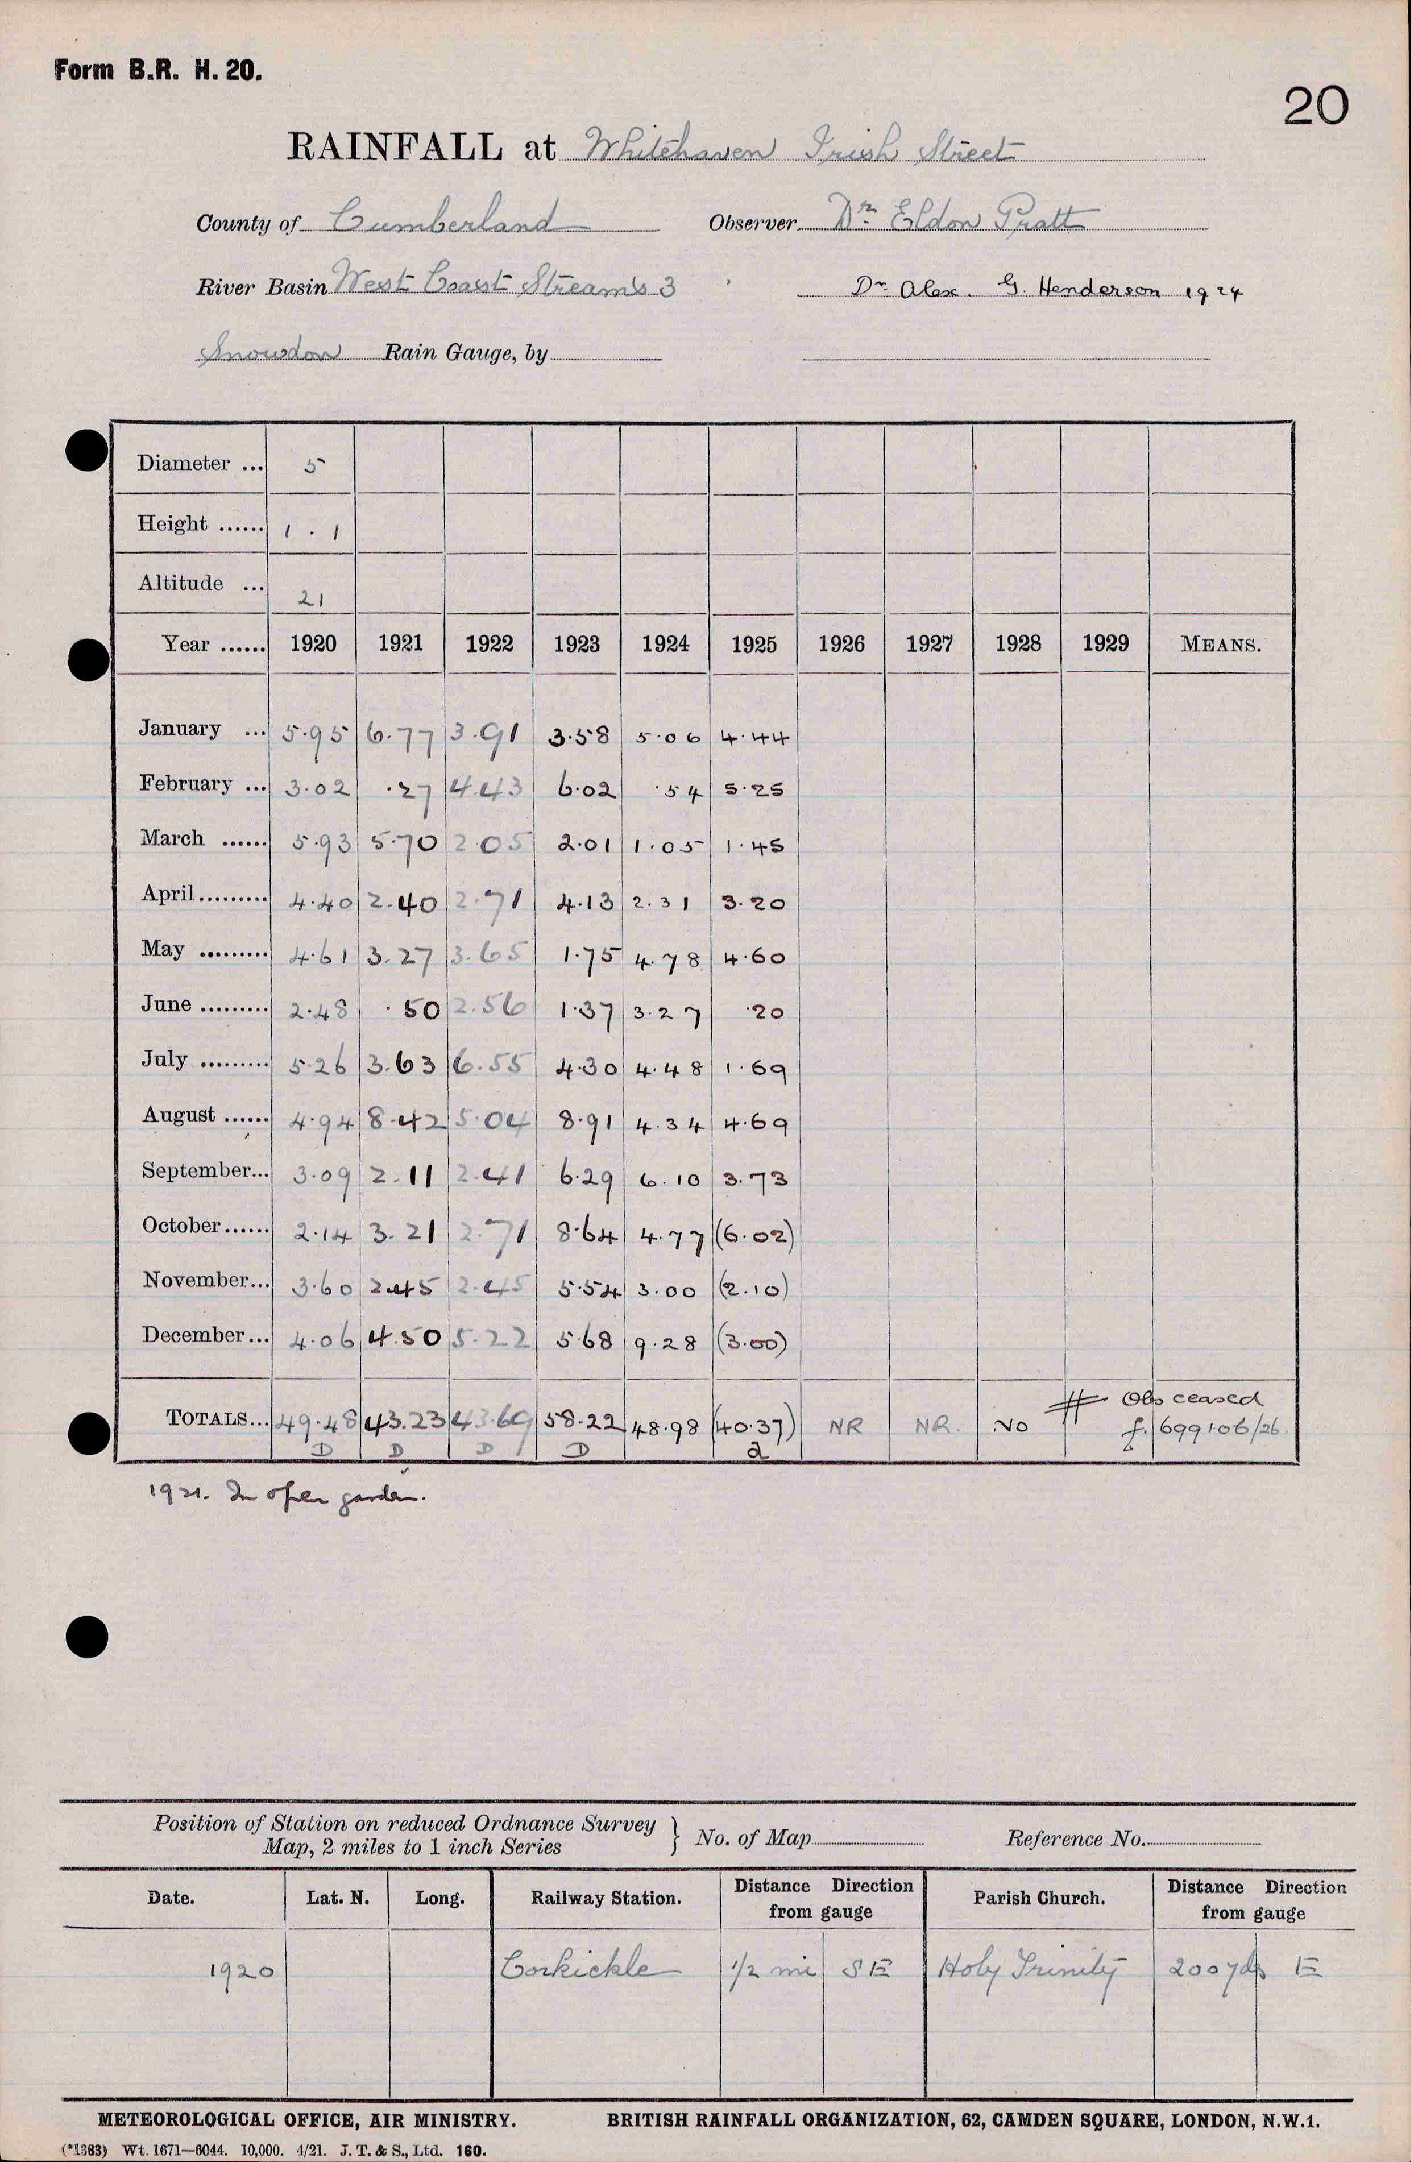 Form B.R. H. 20.
20
RAINFALL at Whitehaven Irish Street
County of Cumberland Observer Dr. Eldon Pratt
River Basin West Coast Streams 3 Dr. Alex. G. Henderson 1924
Snowdon Rain Gauge, by
Diameter ... 5
Height ...... 1 . 1
Altitude ... 21
Year ...... 1920 1921 1922 1923 1924 1925 1926 1927 1928 1929 MEANS.
January ... 5.95 6.77 3.91 3.58 5.06 4.44
February ... 3.02 .27 4.43 6.02 .54 5.25
March ...... 5.93 5.70 2.05 2.01 1.05 1.45
April ......... 4.40 2.40 2.71 4.13 2.31 3.20
May ......... 4.61 3.27 3.65 1.75 4.78 4.60
June ......... 2.48 .50 2.56 1.37 3.27 .20
July ......... 5.26 3.63 6.55 4.30 4.48 1.69
August ...... 4.94 8.42 5.04 8.91 4.34 4.69
September... 3.09 2.11 2.41 6.29 6.10 3.73
October...... 2.14 3.21 2.71 8.64 4.77 (6.02)
November... 3.60 2.45 2.45 5.54 3.00 (2.10)
December... 4.06 4.50 5.22 5.68 9.28 (3.00)
TOTALS... 49.48 43.23 43.69 58.22 48.98 (40.37) NR NR. No # Obs ceased
D D D D a f. 699106/26
1921. In open garden.
Position of Station on reduced Ordnance Survey Map, 2 miles to 1 inch Series } No. of Map Reference No.
Date. Lat. N. Long. Railway Station. Distance Direction from gauge Parish Church. Distance Direction from gauge
1920 Corkickle 1/2 mi SE Holy Trinity 200 yds E
METEOROLOGICAL OFFICE, AIR MINISTRY. BRITISH RAINFALL ORGANIZATION, 62, CAMDEN SQUARE, LONDON, N.W.1.
(*1383) Wt. 1671—6044. 10,000. 4/21. J. T. & S., Ltd. 160.